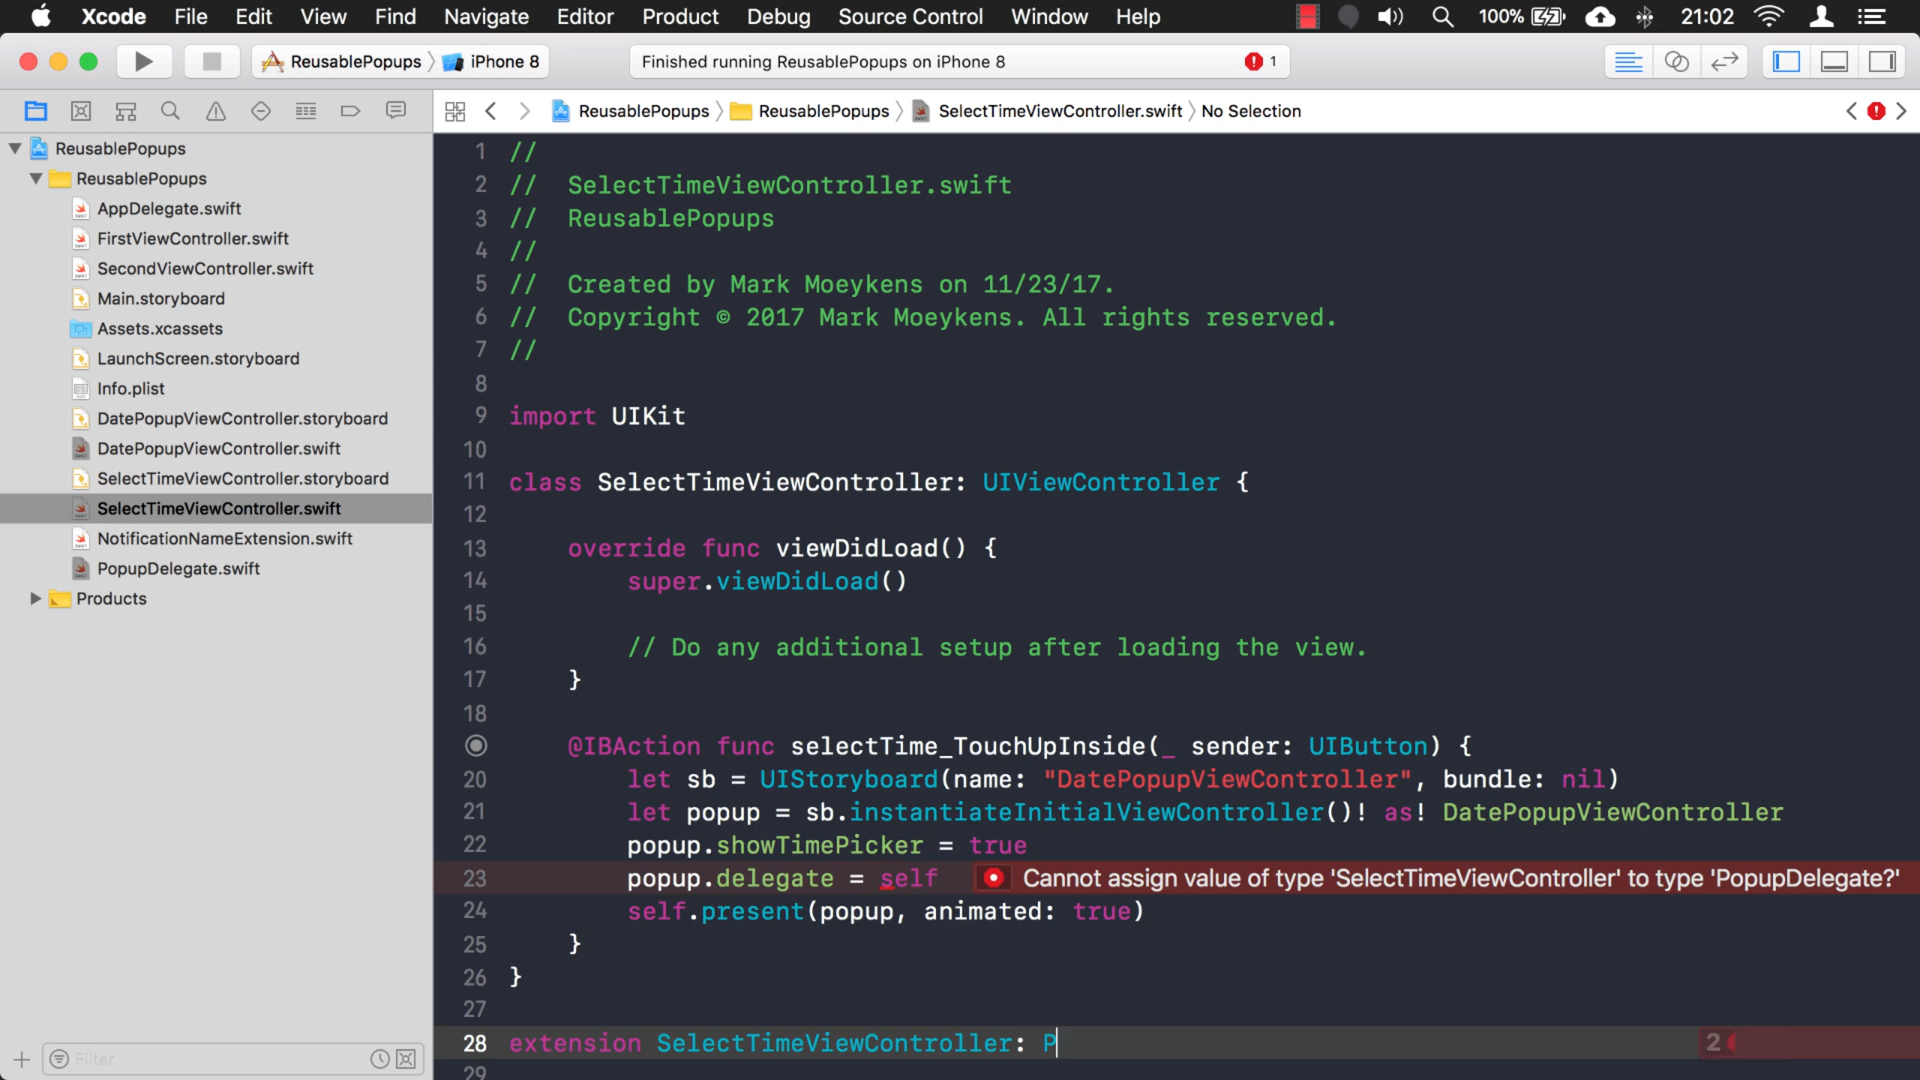 Xcode File Edit View Find Navigate Editor Product Debug Source Control Window Help 100% 21:02
ReusablePopups iPhone 8 Finished running ReusablePopups on iPhone 8 1
ReusablePopups ReusablePopups SelectTimeViewController.swift No Selection
ReusablePopups
ReusablePopups
AppDelegate.swift
FirstViewController.swift
SecondViewController.swift
Main.storyboard
Assets.xcassets
LaunchScreen.storyboard
Info.plist
DatePopupViewController.storyboard
DatePopupViewController.swift
SelectTimeViewController.storyboard
SelectTimeViewController.swift
NotificationNameExtension.swift
PopupDelegate.swift
Products
Filter
1 //
2 // SelectTimeViewController.swift
3 // ReusablePopups
4 //
5 // Created by Mark Moeykens on 11/23/17.
6 // Copyright © 2017 Mark Moeykens. All rights reserved.
7 //
8
9 import UIKit
10
11 class SelectTimeViewController: UIViewController {
12
13 override func viewDidLoad() {
14 super.viewDidLoad()
15
16 // Do any additional setup after loading the view.
17 }
18
@IBAction func selectTime_TouchUpInside(_ sender: UIButton) {
20 let sb = UIStoryboard(name: "DatePopupViewController", bundle: nil)
21 let popup = sb.instantiateInitialViewController()! as! DatePopupViewController
22 popup.showTimePicker = true
23 popup.delegate = self Cannot assign value of type 'SelectTimeViewController' to type 'PopupDelegate?'
24 self.present(popup, animated: true)
25 }
26 }
27
28 extension SelectTimeViewController: P 2
29